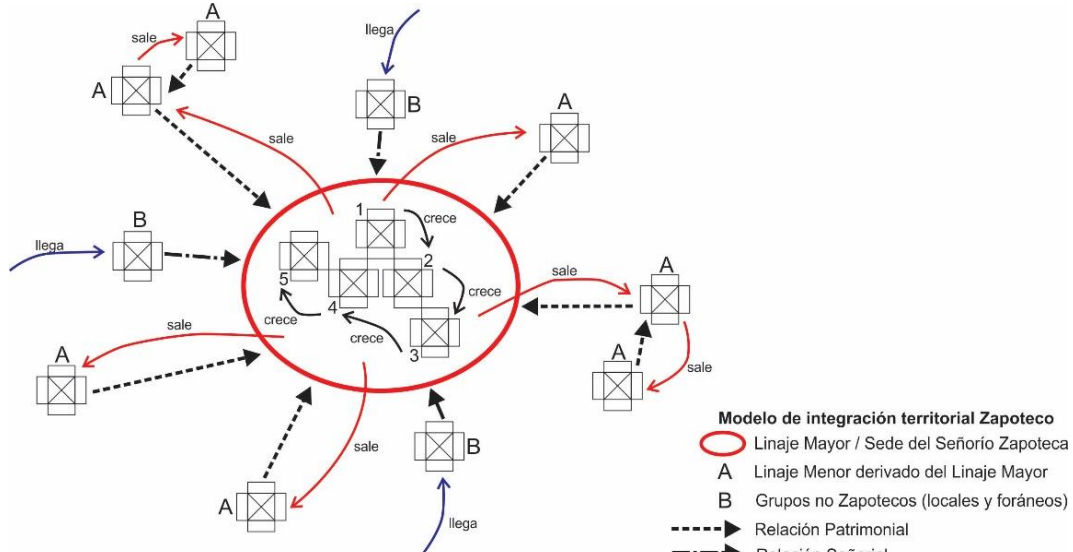 A
sale
A
llega
B
A
sale
sale
B
llega
1
crece
2
crece
3
crece
4
crece
5
sale
A
sale
A
sale
A
sale
A
B
llega
A
sale
Modelo de integración territorial Zapoteco
Linaje Mayor / Sede del Señorío Zapoteca
A Linaje Menor derivado del Linaje Mayor
B Grupos no Zapotecos (locales y foráneos)
Relación Patrimonial
Relación Señorial